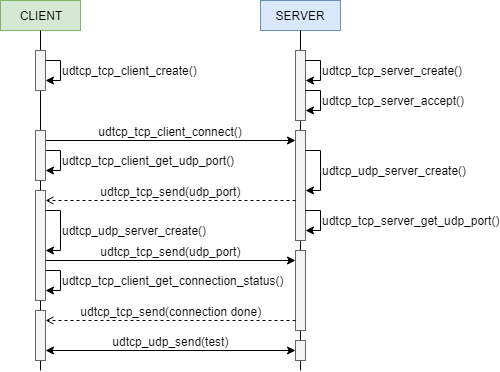 CLIENT
SERVER
udtcp_tcp_client_create()
udtcp_tcp_server_create()
udtcp_tcp_server_accept()
udtcp_tcp_client_connect()
udtcp_tcp_client_get_udp_port()
udtcp_udp_server_create()
udtcp_tcp_send(udp_port)
udtcp_tcp_server_get_udp_port()
udtcp_udp_server_create()
udtcp_tcp_send(udp_port)
udtcp_tcp_client_get_connection_status()
udtcp_tcp_send(connection done)
udtcp_udp_send(test)